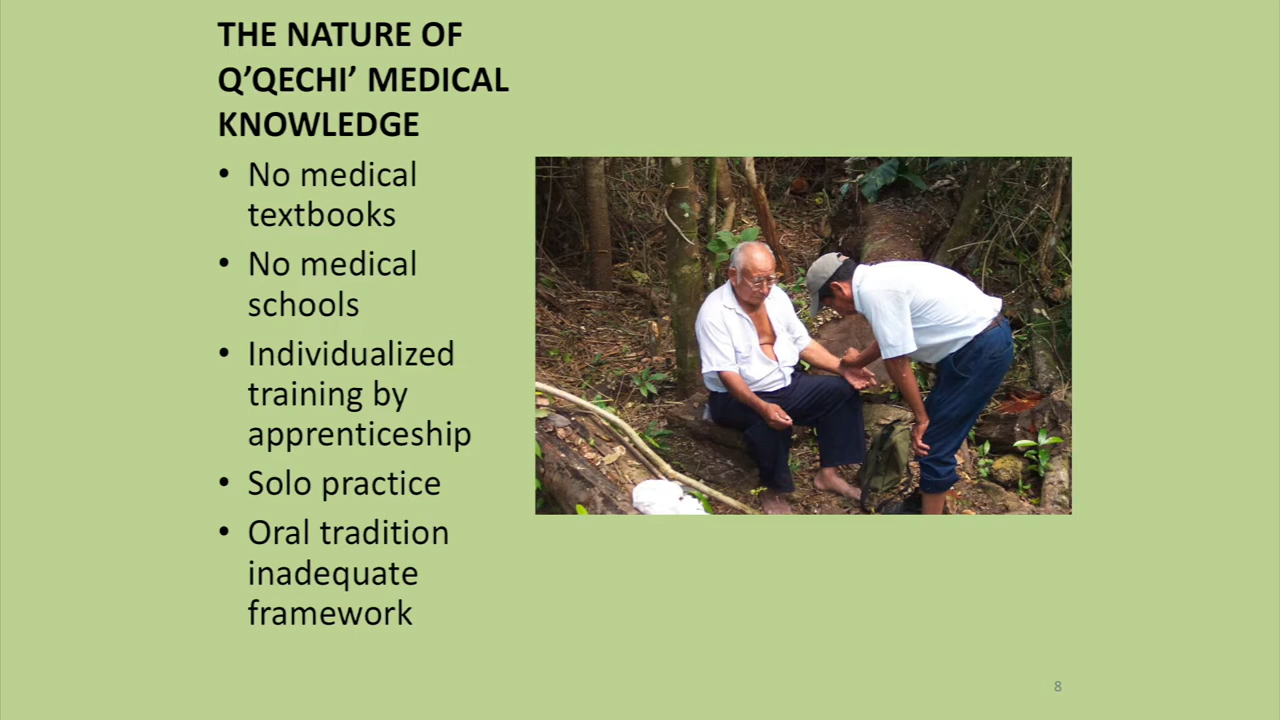 THE NATURE OF
Q’QECHI’ MEDICAL
KNOWLEDGE
• No medical
textbooks
• No medical
schools
• Individualized
training by
apprenticeship
• Solo practice
• Oral tradition
inadequate
framework
8